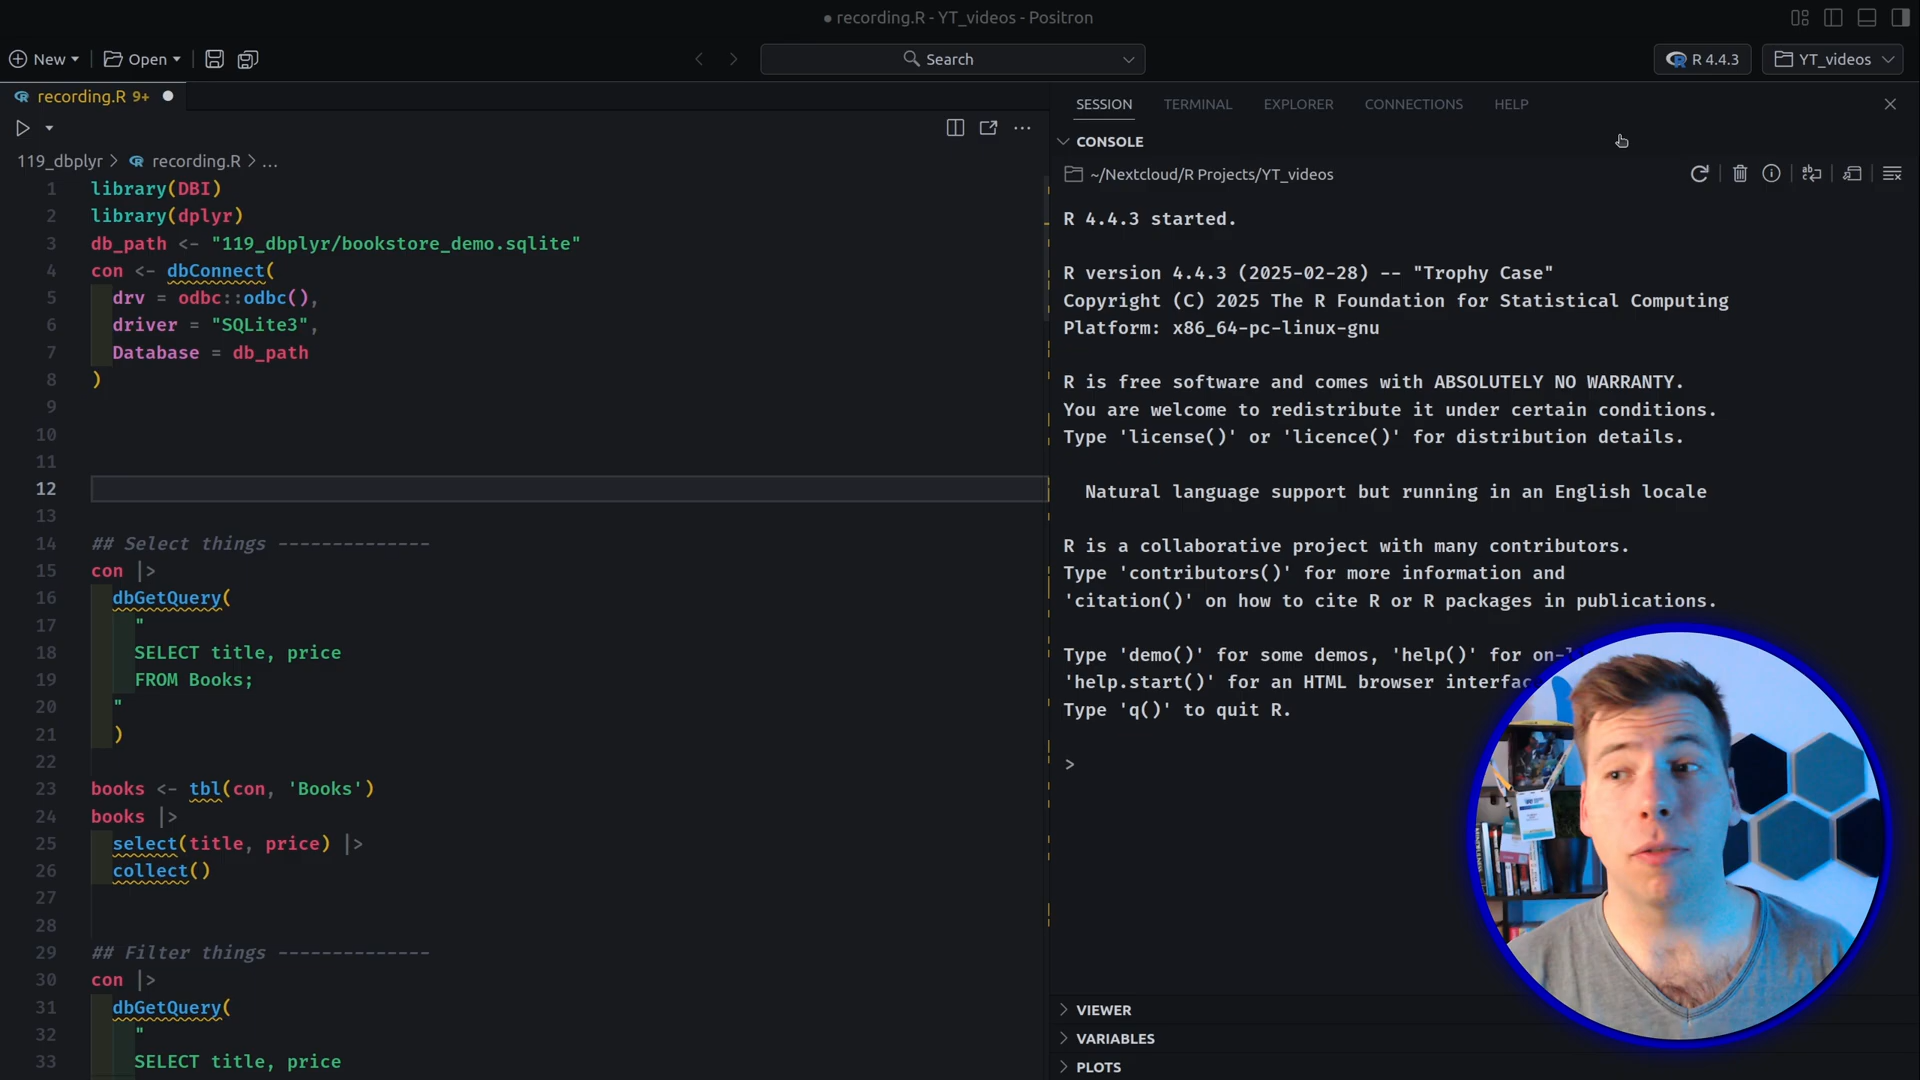 ● recording.R - YT_videos - Positron
New
Open
Search
R 4.4.3
YT_videos
recording.R 9+
SESSION
TERMINAL
EXPLORER
CONNECTIONS
HELP
CONSOLE
119_dbplyr > recording.R > ...
~/Nextcloud/R Projects/YT_videos
1 library(DBI)
2 library(dplyr)
3 db_path <- "119_dbplyr/bookstore_demo.sqlite"
4 con <- dbConnect(
5 drv = odbc::odbc(),
6 driver = "SQLite3",
7 Database = db_path
8 )
9
10
11
12
13
14 ## Select things --------------
15 con |>
16 dbGetQuery(
17 "
18 SELECT title, price
19 FROM Books;
20 "
21 )
22
23 books <- tbl(con, 'Books')
24 books |>
25 select(title, price) |>
26 collect()
27
28
29 ## Filter things --------------
30 con |>
31 dbGetQuery(
32 "
33 SELECT title, price
R 4.4.3 started.
R version 4.4.3 (2025-02-28) -- "Trophy Case"
Copyright (C) 2025 The R Foundation for Statistical Computing
Platform: x86_64-pc-linux-gnu
R is free software and comes with ABSOLUTELY NO WARRANTY.
You are welcome to redistribute it under certain conditions.
Type 'license()' or 'licence()' for distribution details.
Natural language support but running in an English locale
R is a collaborative project with many contributors.
Type 'contributors()' for more information and
'citation()' on how to cite R or R packages in publications.
Type 'demo()' for some demos, 'help()' for on-
'help.start()' for an HTML browser interfac
Type 'q()' to quit R.
>
VIEWER
VARIABLES
PLOTS